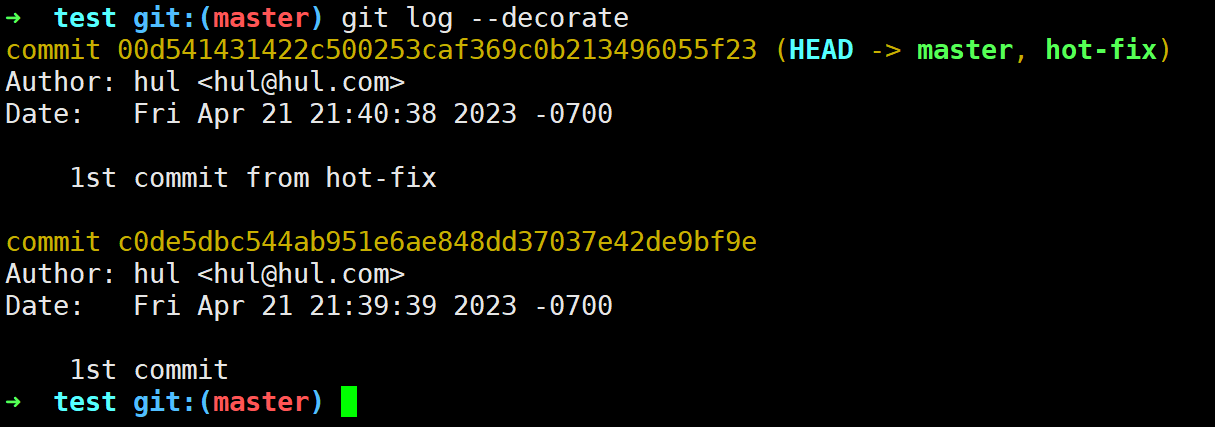 ➜  test git:(master) git log --decorate
commit 00d541431422c500253caf369c0b213496055f23 (HEAD -> master, hot-fix)
Author: hul <hul@hul.com>
Date:   Fri Apr 21 21:40:38 2023 -0700

    1st commit from hot-fix

commit c0de5dbc544ab951e6ae848dd37037e42de9bf9e
Author: hul <hul@hul.com>
Date:   Fri Apr 21 21:39:39 2023 -0700

    1st commit
➜  test git:(master)